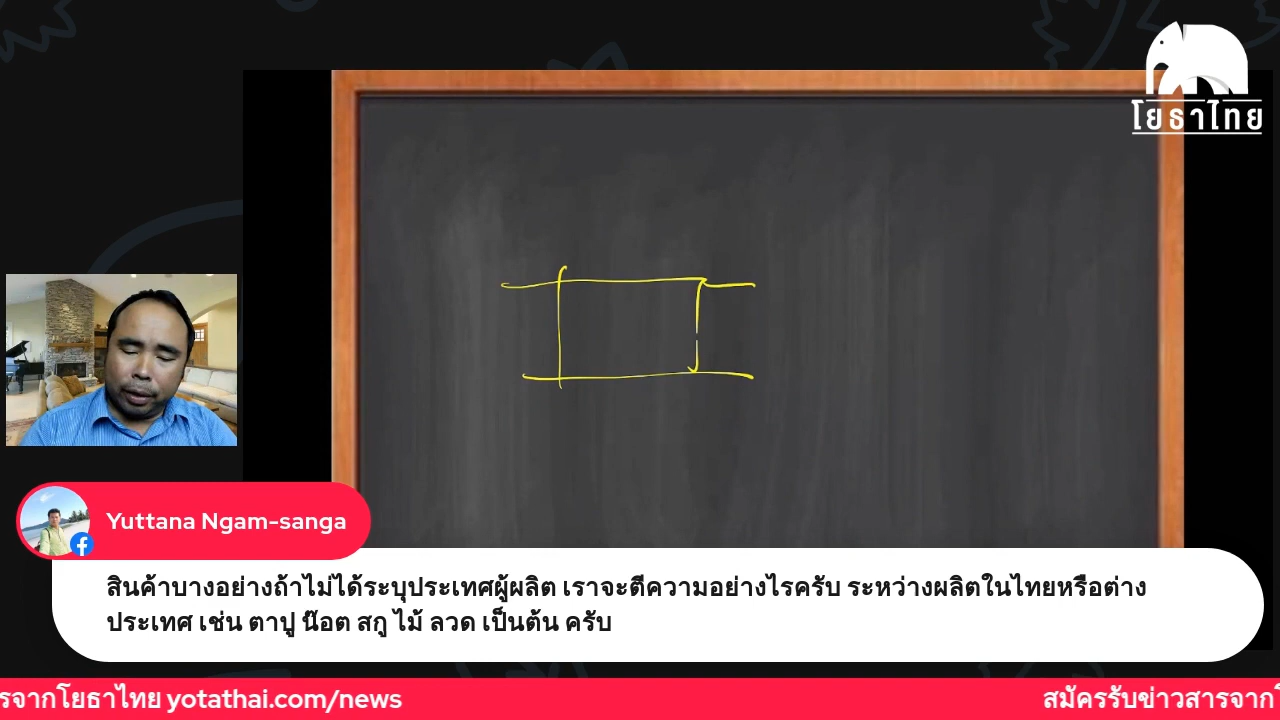 โยธาไทย
Yuttana Ngam-sanga
สินค้าบางอย่างถ้าไม่ได้ระบุประเทศผู้ผลิต เราจะตีความอย่างไรครับ ระหว่างผลิตในไทยหรือต่าง
ประเทศ เช่น ตาปู น๊อต สกู ไม้ ลวด เป็นต้น ครับ
รจากโยธาไทย yotathai.com/news
สมัครรับข่าวสารจาก